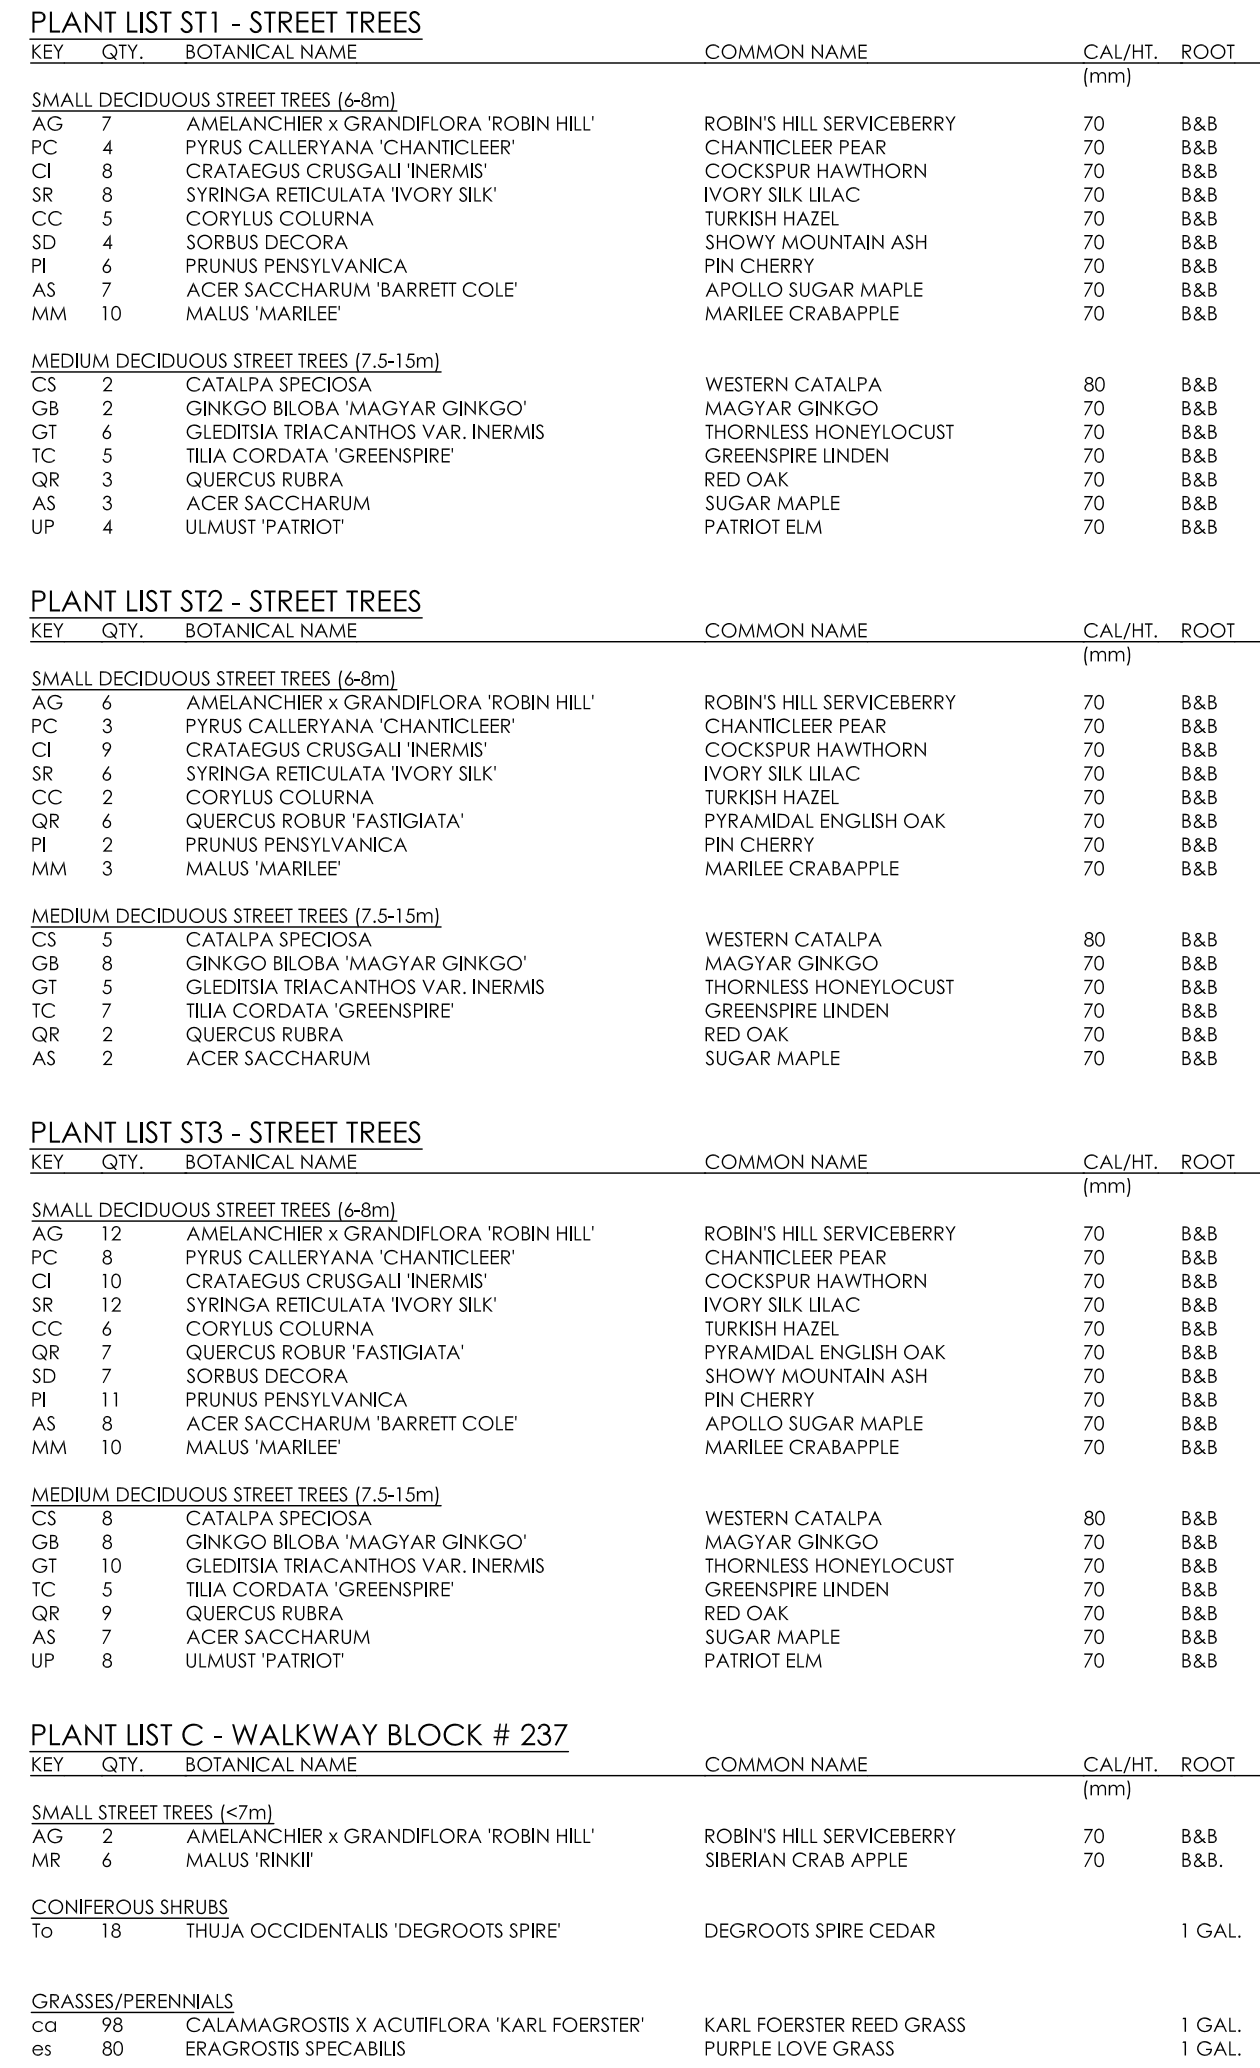 PLANT LIST ST1 - STREET TREES
KEY QTY. BOTANICAL NAME COMMON NAME CAL/HT. ROOT
(mm)
SMALL DECIDUOUS STREET TREES (6-8m)
AG 7 AMELANCHIER x GRANDIFLORA 'ROBIN HILL' ROBIN'S HILL SERVICEBERRY 70 B&B
PC 4 PYRUS CALLERYANA 'CHANTICLEER' CHANTICLEER PEAR 70 B&B
CI 8 CRATAEGUS CRUSGALI 'INERMIS' COCKSPUR HAWTHORN 70 B&B
SR 8 SYRINGA RETICULATA 'IVORY SILK' IVORY SILK LILAC 70 B&B
CC 5 CORYLUS COLURNA TURKISH HAZEL 70 B&B
SD 4 SORBUS DECORA SHOWY MOUNTAIN ASH 70 B&B
PI 6 PRUNUS PENSYLVANICA PIN CHERRY 70 B&B
AS 7 ACER SACCHARUM 'BARRETT COLE' APOLLO SUGAR MAPLE 70 B&B
MM 10 MALUS 'MARILEE' MARILEE CRABAPPLE 70 B&B
MEDIUM DECIDUOUS STREET TREES (7.5-15m)
CS 2 CATALPA SPECIOSA WESTERN CATALPA 80 B&B
GB 2 GINKGO BILOBA 'MAGYAR GINKGO' MAGYAR GINKGO 70 B&B
GT 6 GLEDITSIA TRIACANTHOS VAR. INERMIS THORNLESS HONEYLOCUST 70 B&B
TC 5 TILIA CORDATA 'GREENSPIRE' GREENSPIRE LINDEN 70 B&B
QR 3 QUERCUS RUBRA RED OAK 70 B&B
AS 3 ACER SACCHARUM SUGAR MAPLE 70 B&B
UP 4 ULMUST 'PATRIOT' PATRIOT ELM 70 B&B
PLANT LIST ST2 - STREET TREES
KEY QTY. BOTANICAL NAME COMMON NAME CAL/HT. ROOT
(mm)
SMALL DECIDUOUS STREET TREES (6-8m)
AG 6 AMELANCHIER x GRANDIFLORA 'ROBIN HILL' ROBIN'S HILL SERVICEBERRY 70 B&B
PC 3 PYRUS CALLERYANA 'CHANTICLEER' CHANTICLEER PEAR 70 B&B
CI 9 CRATAEGUS CRUSGALI 'INERMIS' COCKSPUR HAWTHORN 70 B&B
SR 6 SYRINGA RETICULATA 'IVORY SILK' IVORY SILK LILAC 70 B&B
CC 2 CORYLUS COLURNA TURKISH HAZEL 70 B&B
QR 6 QUERCUS ROBUR 'FASTIGIATA' PYRAMIDAL ENGLISH OAK 70 B&B
PI 2 PRUNUS PENSYLVANICA PIN CHERRY 70 B&B
MM 3 MALUS 'MARILEE' MARILEE CRABAPPLE 70 B&B
MEDIUM DECIDUOUS STREET TREES (7.5-15m)
CS 5 CATALPA SPECIOSA WESTERN CATALPA 80 B&B
GB 8 GINKGO BILOBA 'MAGYAR GINKGO' MAGYAR GINKGO 70 B&B
GT 5 GLEDITSIA TRIACANTHOS VAR. INERMIS THORNLESS HONEYLOCUST 70 B&B
TC 7 TILIA CORDATA 'GREENSPIRE' GREENSPIRE LINDEN 70 B&B
QR 2 QUERCUS RUBRA RED OAK 70 B&B
AS 2 ACER SACCHARUM SUGAR MAPLE 70 B&B
PLANT LIST ST3 - STREET TREES
KEY QTY. BOTANICAL NAME COMMON NAME CAL/HT. ROOT
(mm)
SMALL DECIDUOUS STREET TREES (6-8m)
AG 12 AMELANCHIER x GRANDIFLORA 'ROBIN HILL' ROBIN'S HILL SERVICEBERRY 70 B&B
PC 8 PYRUS CALLERYANA 'CHANTICLEER' CHANTICLEER PEAR 70 B&B
CI 10 CRATAEGUS CRUSGALI 'INERMIS' COCKSPUR HAWTHORN 70 B&B
SR 12 SYRINGA RETICULATA 'IVORY SILK' IVORY SILK LILAC 70 B&B
CC 6 CORYLUS COLURNA TURKISH HAZEL 70 B&B
QR 7 QUERCUS ROBUR 'FASTIGIATA' PYRAMIDAL ENGLISH OAK 70 B&B
SD 7 SORBUS DECORA SHOWY MOUNTAIN ASH 70 B&B
PI 11 PRUNUS PENSYLVANICA PIN CHERRY 70 B&B
AS 8 ACER SACCHARUM 'BARRETT COLE' APOLLO SUGAR MAPLE 70 B&B
MM 10 MALUS 'MARILEE' MARILEE CRABAPPLE 70 B&B
MEDIUM DECIDUOUS STREET TREES (7.5-15m)
CS 8 CATALPA SPECIOSA WESTERN CATALPA 80 B&B
GB 8 GINKGO BILOBA 'MAGYAR GINKGO' MAGYAR GINKGO 70 B&B
GT 10 GLEDITSIA TRIACANTHOS VAR. INERMIS THORNLESS HONEYLOCUST 70 B&B
TC 5 TILIA CORDATA 'GREENSPIRE' GREENSPIRE LINDEN 70 B&B
QR 9 QUERCUS RUBRA RED OAK 70 B&B
AS 7 ACER SACCHARUM SUGAR MAPLE 70 B&B
UP 8 ULMUST 'PATRIOT' PATRIOT ELM 70 B&B
PLANT LIST C - WALKWAY BLOCK # 237
KEY QTY. BOTANICAL NAME COMMON NAME CAL/HT. ROOT
(mm)
SMALL STREET TREES (<7m)
AG 2 AMELANCHIER x GRANDIFLORA 'ROBIN HILL' ROBIN'S HILL SERVICEBERRY 70 B&B
MR 6 MALUS 'RINKII' SIBERIAN CRAB APPLE 70 B&B.
CONIFEROUS SHRUBS
To 18 THUJA OCCIDENTALIS 'DEGROOTS SPIRE' DEGROOTS SPIRE CEDAR 1 GAL.
GRASSES/PERENNIALS
ca 98 CALAMAGROSTIS X ACUTIFLORA 'KARL FOERSTER' KARL FOERSTER REED GRASS 1 GAL.
es 80 ERAGROSTIS SPECABILIS PURPLE LOVE GRASS 1 GAL.